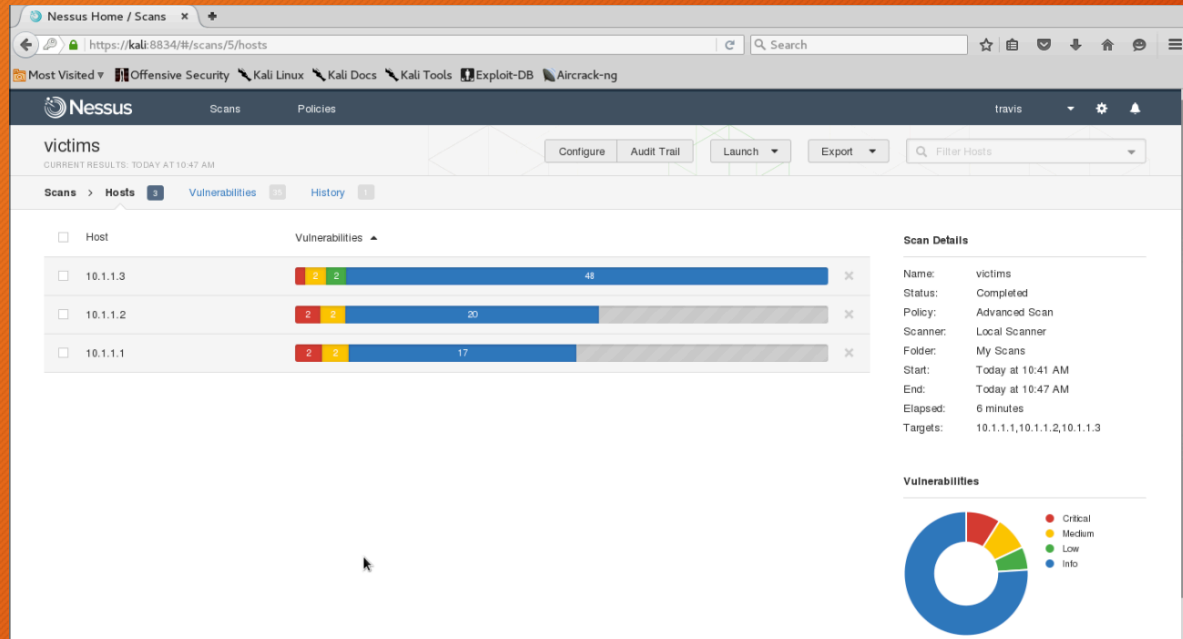 Nessus Home / Scans
https://kali:8834/#/scans/5/hosts
Search
Most Visited Offensive Security Kali Linux Kali Docs Kali Tools Exploit-DB Aircrack-ng
Nessus Scans Policies travis
victims
CURRENT RESULTS: TODAY AT 10:47 AM
Configure Audit Trail Launch Export Filter Hosts
Scans > Hosts 3 Vulnerabilities 35 History 1
Host Vulnerabilities
10.1.1.3 2 2 48
10.1.1.2 2 2 20
10.1.1.1 2 2 17
Scan Details
Name: victims
Status: Completed
Policy: Advanced Scan
Scanner: Local Scanner
Folder: My Scans
Start: Today at 10:41 AM
End: Today at 10:47 AM
Elapsed: 6 minutes
Targets: 10.1.1.1,10.1.1.2,10.1.1.3
Vulnerabilities
Critical
Medium
Low
Info